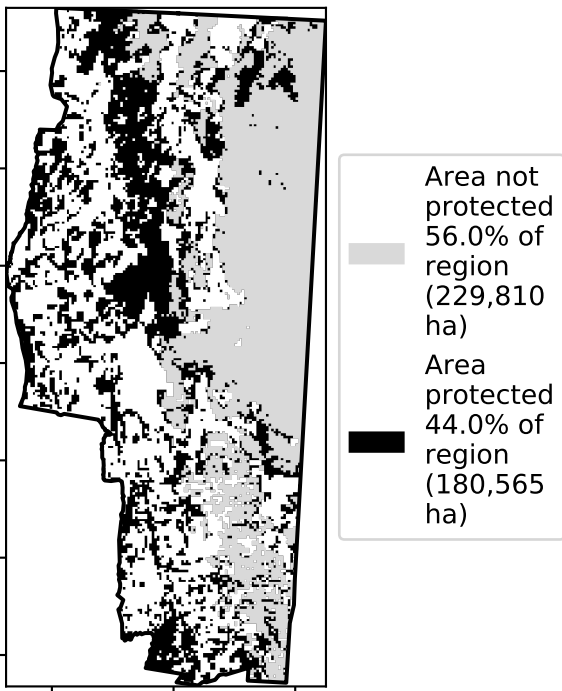 Area not
protected
56.0% of
region
(229,810
ha)
Area
protected
44.0% of
region
(180,565
ha)